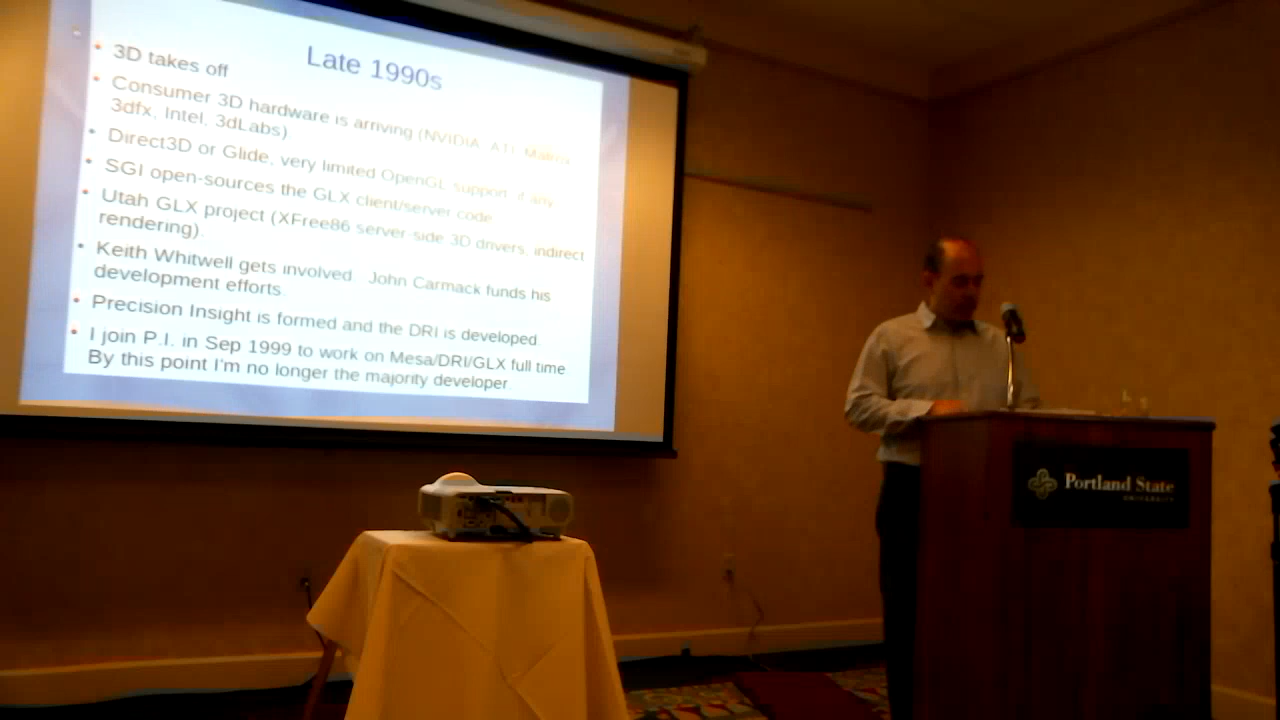 Late 1990s
3D takes off
Consumer 3D hardware is arriving (NVIDIA, ATI, Matrox,
3dfx, Intel, 3dLabs)
Direct3D or Glide, very limited OpenGL support, if any
SGI open-sources the GLX client/server code
Utah GLX project (XFree86 server-side 3D drivers, indirect
rendering).
Keith Whitwell gets involved. John Carmack funds his
development efforts.
Precision Insight is formed and the DRI is developed.
I join P.I. in Sep 1999 to work on Mesa/DRI/GLX full time
By this point I'm no longer the majority developer.
Portland State
UNIVERSITY